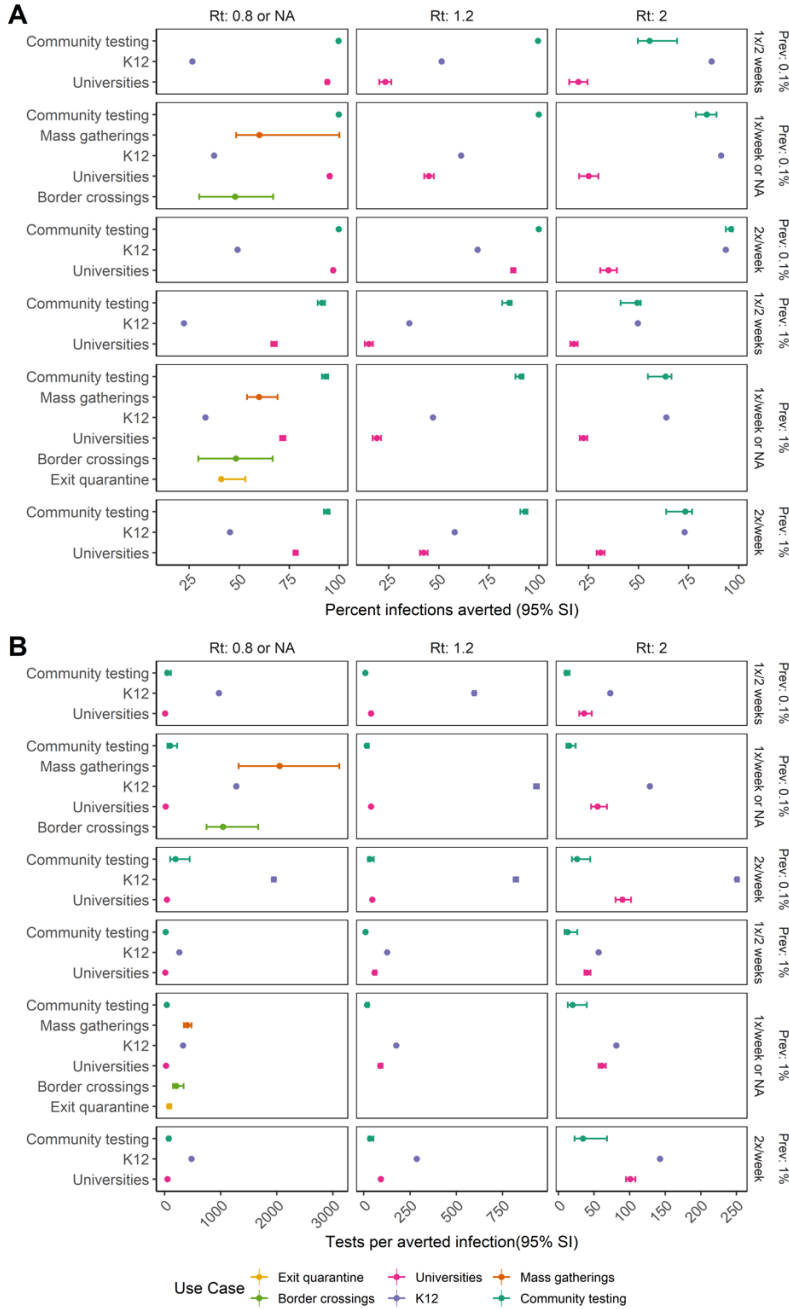 A
Rt: 0.8 or NA Rt: 1.2 Rt: 2
Community testing
K12
Universities
1x/2 weeks
Prev: 0.1%
Community testing
Mass gatherings
K12
Universities
Border crossings
1x/week or NA
Prev: 0.1%
Community testing
K12
Universities
2x/week
Prev: 0.1%
Community testing
K12
Universities
1x/2 weeks
Prev: 1%
Community testing
Mass gatherings
K12
Universities
Border crossings
Exit quarantine
1x/week or NA
Prev: 1%
Community testing
K12
Universities
2x/week
Prev: 1%
25 50 75 100 25 50 75 100 25 50 75 100
Percent infections averted (95% SI)
B
Rt: 0.8 or NA Rt: 1.2 Rt: 2
Community testing
K12
Universities
1x/2 weeks
Prev: 0.1%
Community testing
Mass gatherings
K12
Universities
Border crossings
1x/week or NA
Prev: 0.1%
Community testing
K12
Universities
2x/week
Prev: 0.1%
Community testing
K12
Universities
1x/2 weeks
Prev: 1%
Community testing
Mass gatherings
K12
Universities
Border crossings
Exit quarantine
1x/week or NA
Prev: 1%
Community testing
K12
Universities
2x/week
Prev: 1%
0 1000 2000 3000 0 250 500 750 0 50 100 150 200 250
Tests per averted infection(95% SI)
Use Case
Exit quarantine Universities Mass gatherings
Border crossings K12 Community testing